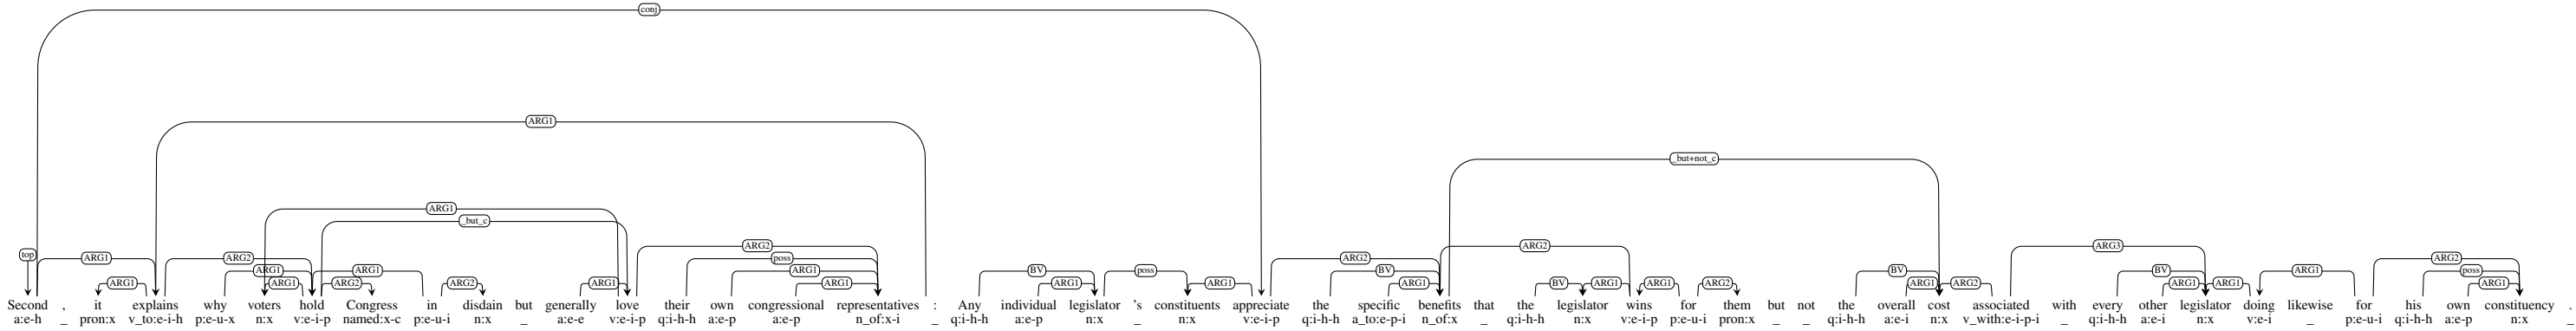 conj
ARG1
_but+not_c
ARG1
_but_c
ARG2 ARG2 ARG3
top ARG1 ARG2 poss ARG2 ARG2
ARG1 ARG1 ARG1 BV poss BV BV BV poss
ARG1 ARG1 ARG2 ARG2 ARG1 ARG1 ARG1 ARG1 ARG1 BV ARG1 ARG1 ARG2 ARG1 ARG2 ARG1 ARG1 ARG1 ARG1
Second , it explains why voters hold Congress in disdain but generally love their own congressional representatives : Any individual legislator 's constituents appreciate the specific benefits that the legislator wins for them but not the overall cost associated with every other legislator doing likewise for his own constituency .
a:e-h _ pron:x v_to:e-i-h p:e-u-x n:x v:e-i-p named:x-c p:e-u-i n:x _ a:e-e v:e-i-p q:i-h-h a:e-p a:e-p n_of:x-i _ q:i-h-h a:e-p n:x _ n:x v:e-i-p q:i-h-h a_to:e-p-i n_of:x _ q:i-h-h n:x v:e-i-p p:e-u-i pron:x _ _ q:i-h-h a:e-i n:x v_with:e-i-p-i _ q:i-h-h a:e-i n:x v:e-i _ p:e-u-i q:i-h-h a:e-p n:x _